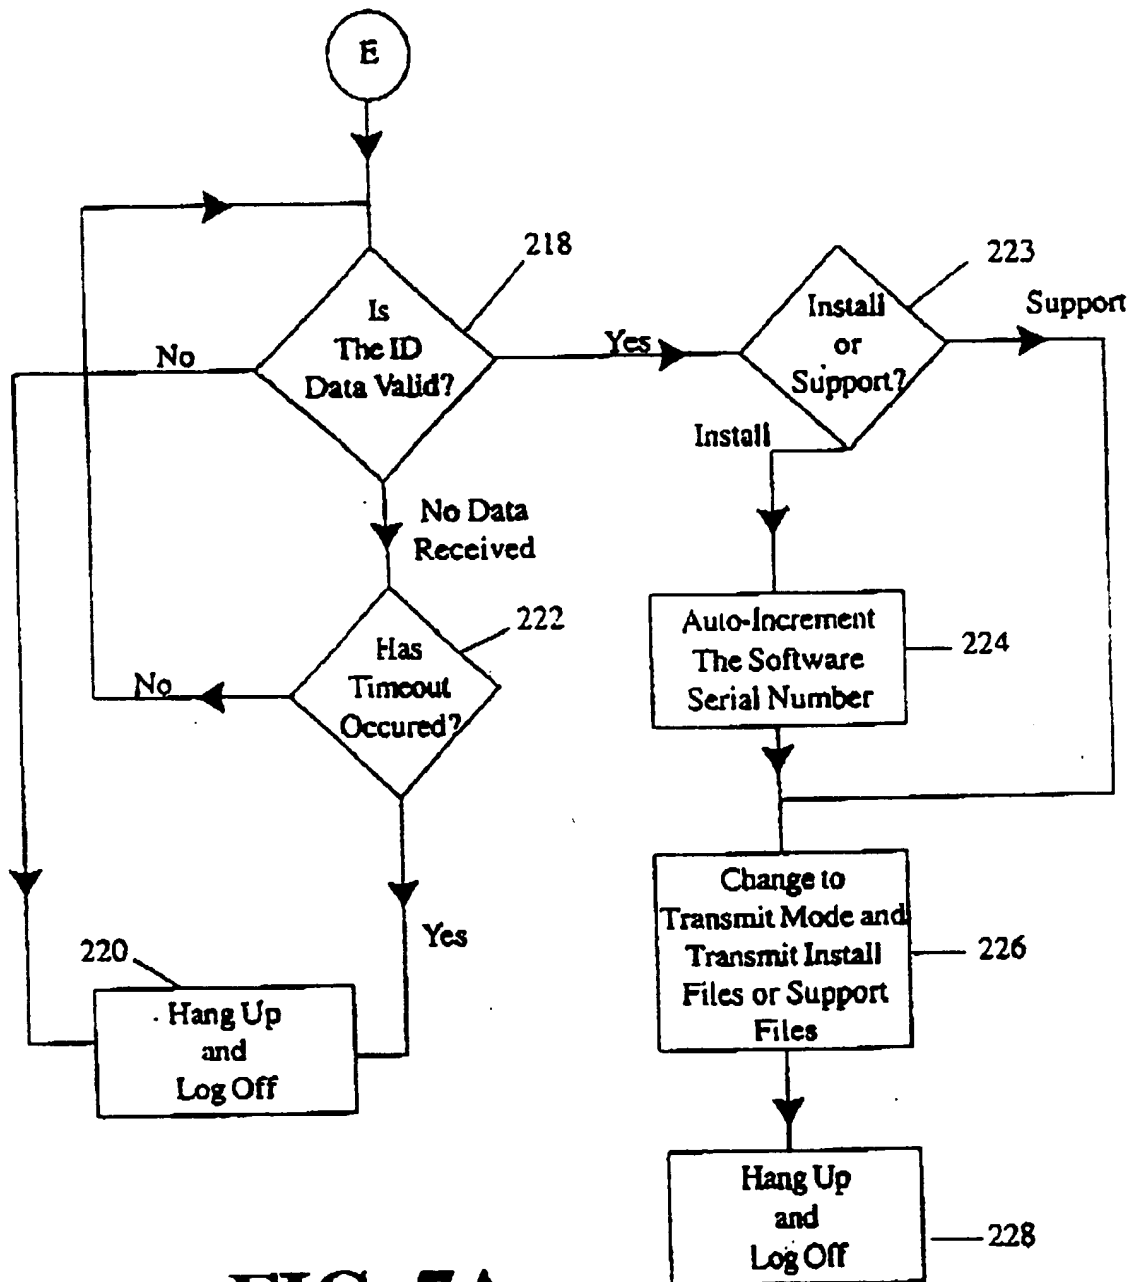 E
218
Is
The ID
Data Valid?
No
Yes
223
Install
or
Support?
Support
Install
No Data
Received
222
Has
Timeout
Occured?
No
Yes
Auto-Increment
The Software
Serial Number
224
Change to
Transmit Mode and
Transmit Install
Files or Support
Files
226
220
Hang Up
and
Log Off
Hang Up
and
Log Off
228